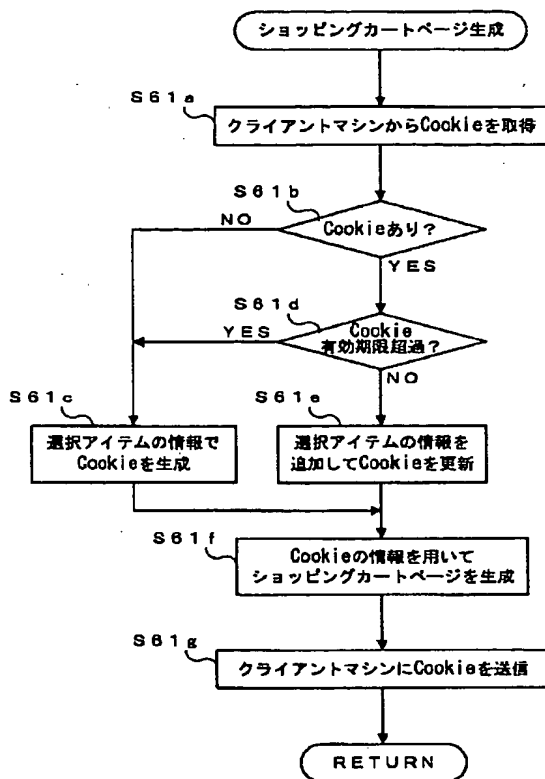 ショッピングカートページ生成
S61a
クライアントマシンからCookieを取得
S61b
NO
Cookieあり?
YES
S61d
YES
Cookie
有効期限超過?
NO
S61c
S61e
選択アイテムの情報で
Cookieを生成
選択アイテムの情報を
追加してCookieを更新
S61f
Cookieの情報を用いて
ショッピングカートページを生成
S61g
クライアントマシンにCookieを送信
RETURN